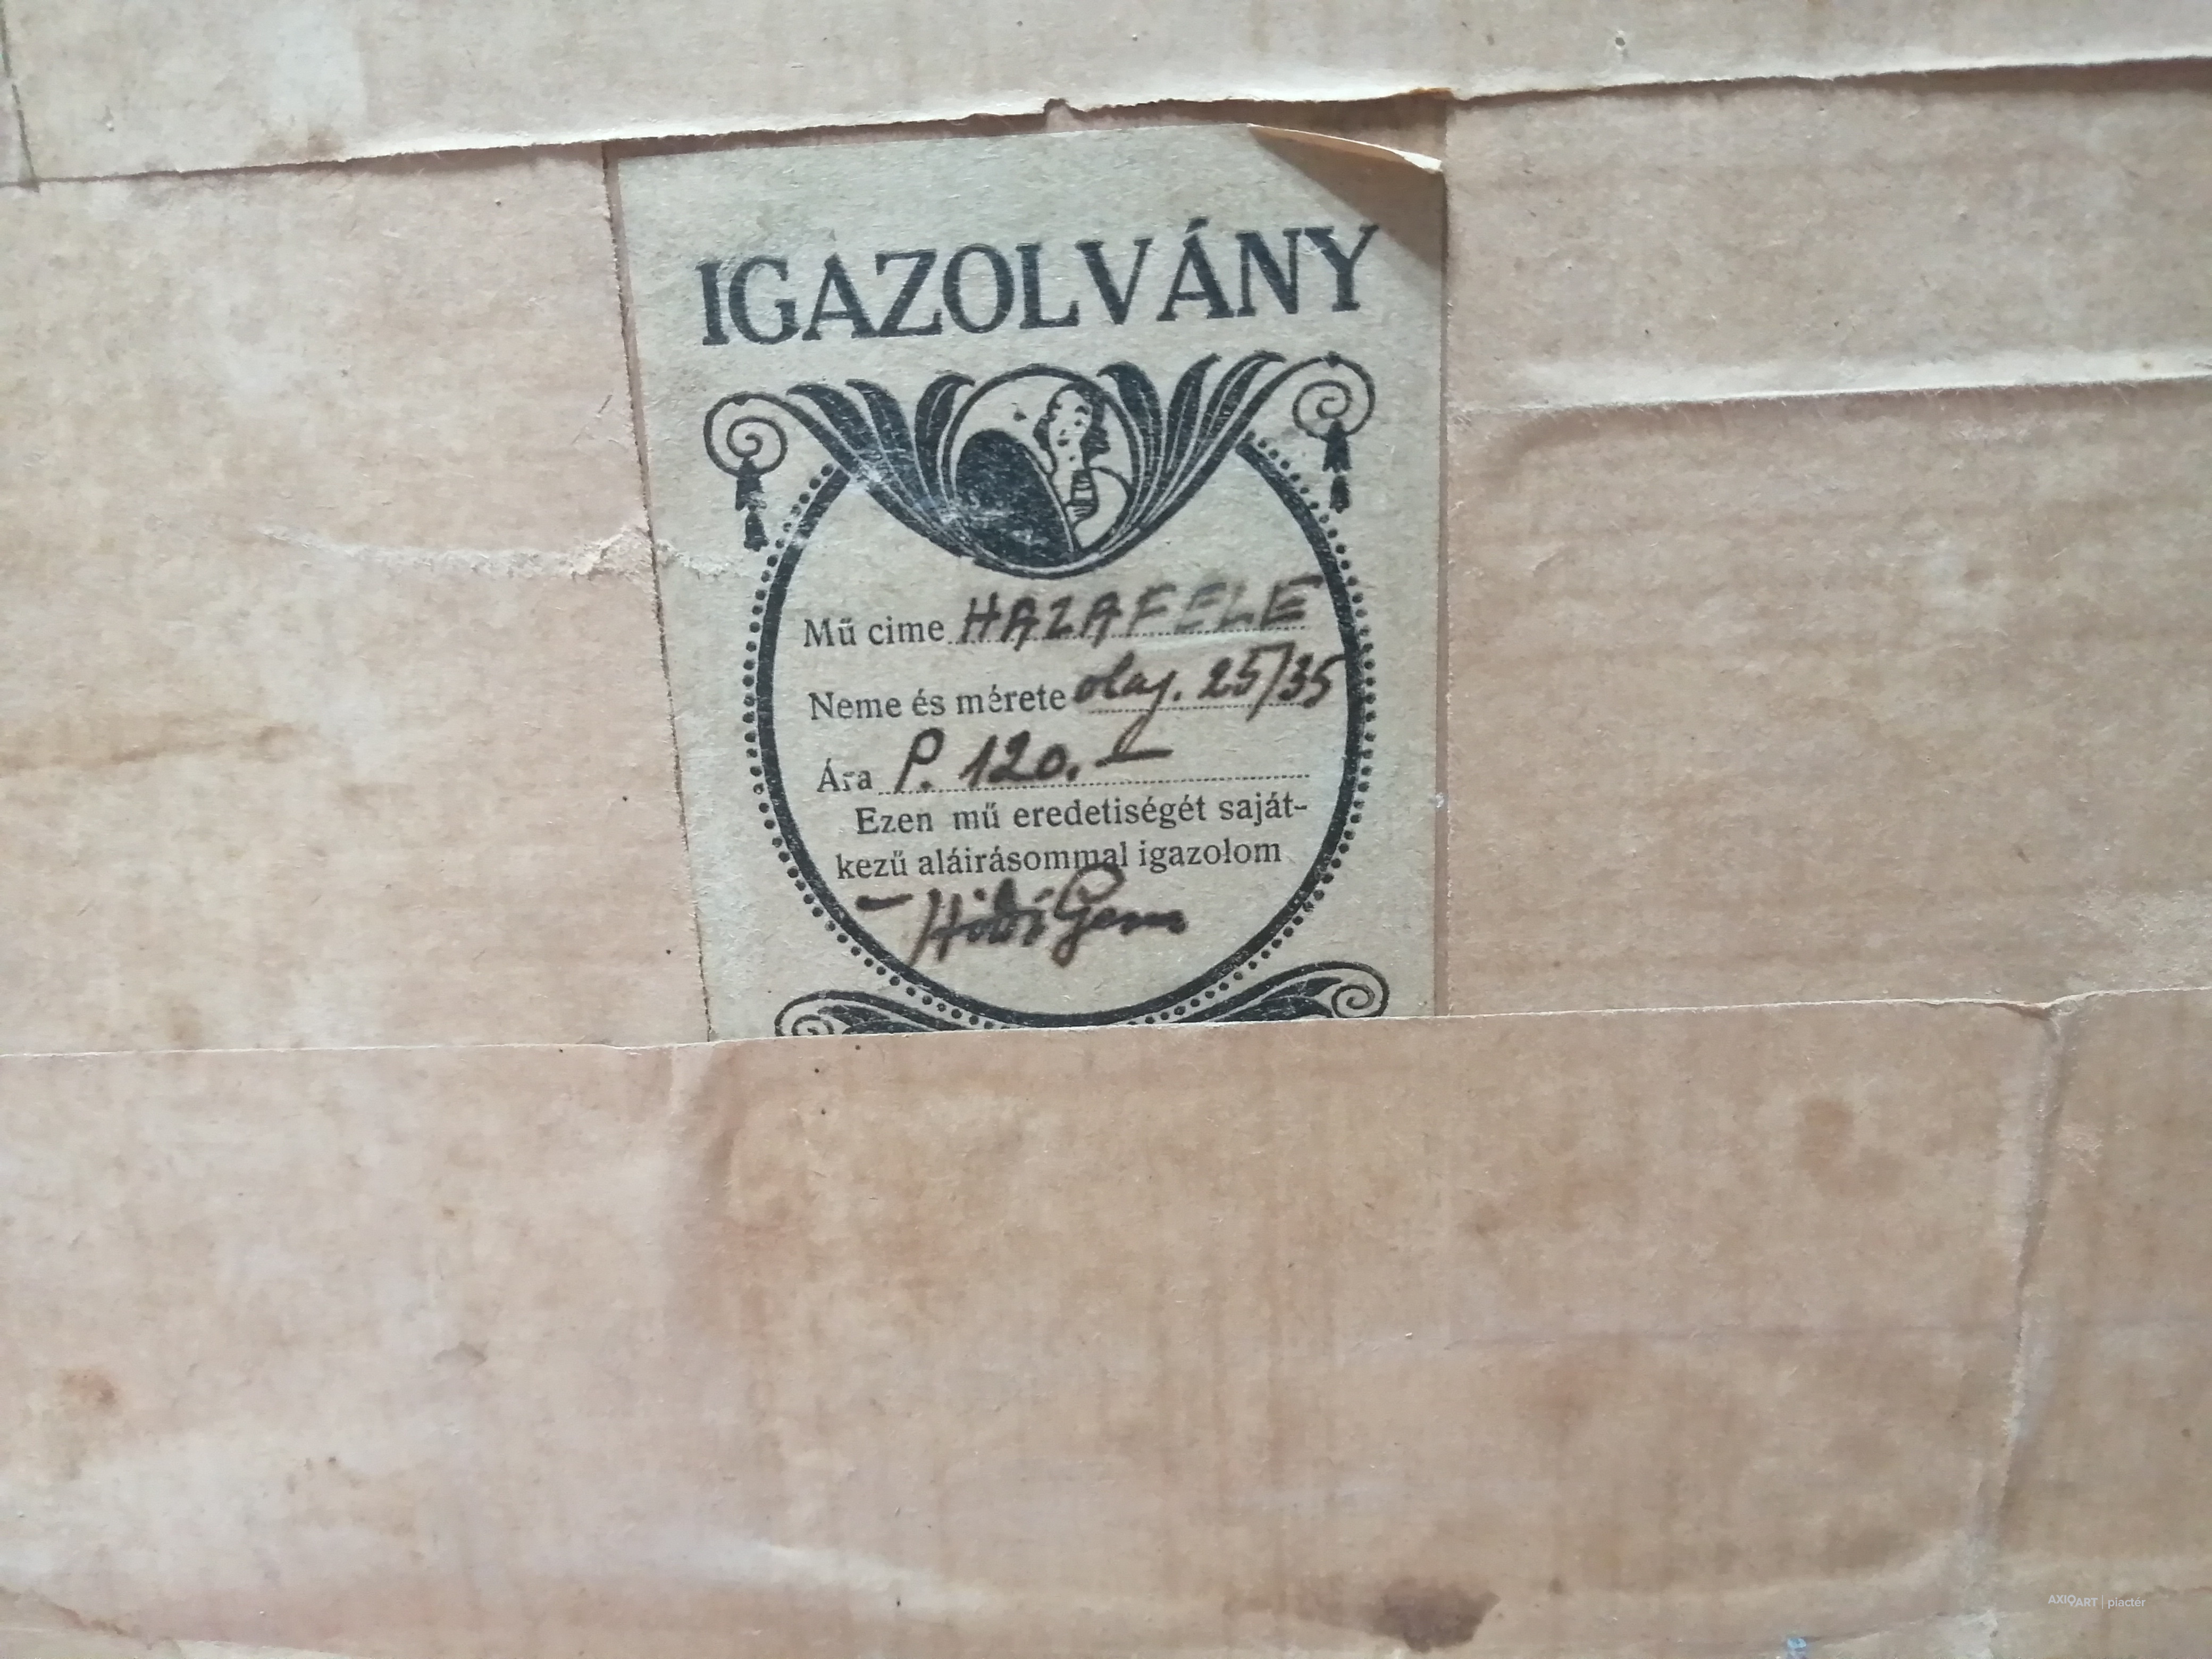 IGAZOLVÁNY
Mű cime HAZAFELE
Neme és mérete olaj. 25/35
Ára P. 120.—
Ezen mű eredetiségét saját-
kezű aláirásommal igazolom
AXIOART | piactér